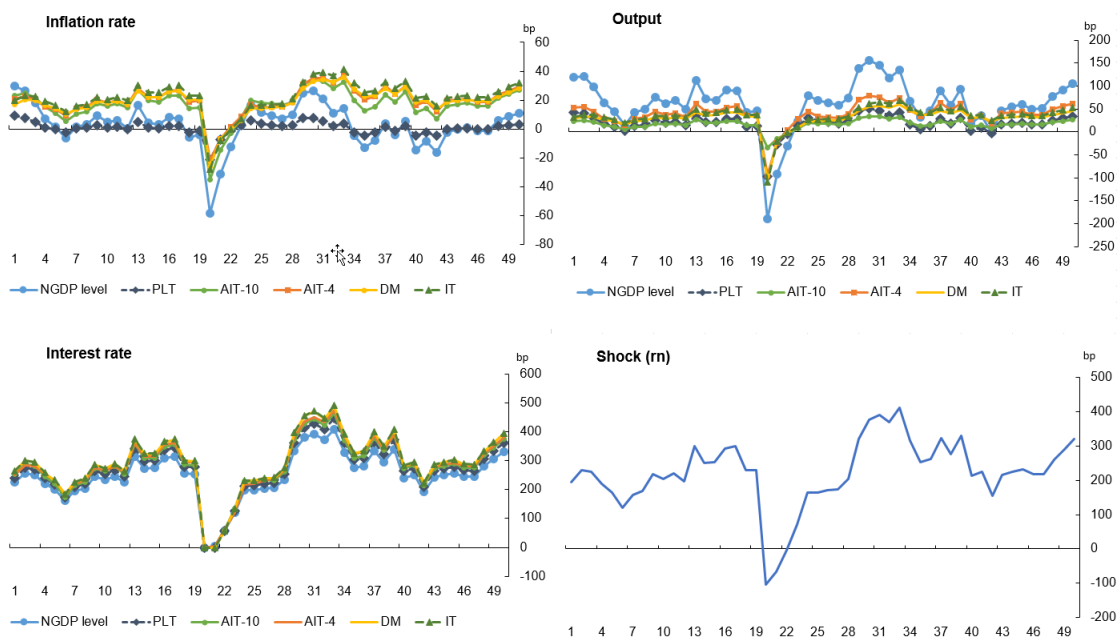 Inflation rate
bp
60
40
20
0
-20
-40
-60
-80
1 4 7 10 13 16 19 22 25 28 31 34 37 40 43 46 49
NGDP level PLT AIT-10 AIT-4 DM IT
Output
bp
200
150
100
50
0
-50
-100
-150
-200
-250
1 4 7 10 13 16 19 22 25 28 31 34 37 40 43 46 49
NGDP level PLT AIT-10 AIT-4 DM IT
Interest rate
bp
600
500
400
300
200
100
0
-100
1 4 7 10 13 16 19 22 25 28 31 34 37 40 43 46 49
NGDP level PLT AIT-10 AIT-4 DM IT
Shock (rn)
bp
500
400
300
200
100
0
-100
-200
1 4 7 10 13 16 19 22 25 28 31 34 37 40 43 46 49